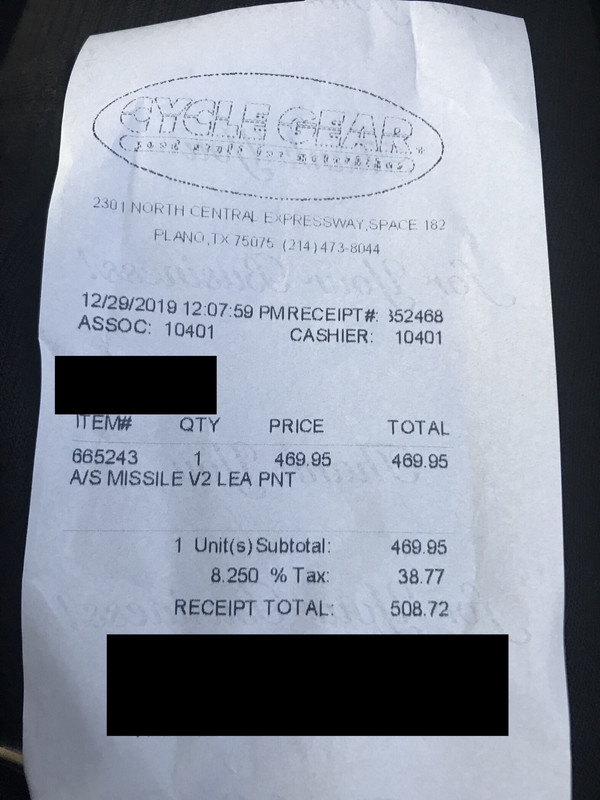 CYCLE GEAR
2301 NORTH CENTRAL EXPRESSWAY,SPACE 182
PLANO,TX 75075 (214)473-8044
12/29/2019 12:07:59 PM RECEIPT#: 352468
ASSOC: 10401 CASHIER: 10401
ITEM# QTY PRICE TOTAL
665243 1 469.95 469.95
A/S MISSILE V2 LEA PNT
1 Unit(s) Subtotal: 469.95
8.250 % Tax: 38.77
RECEIPT TOTAL: 508.72